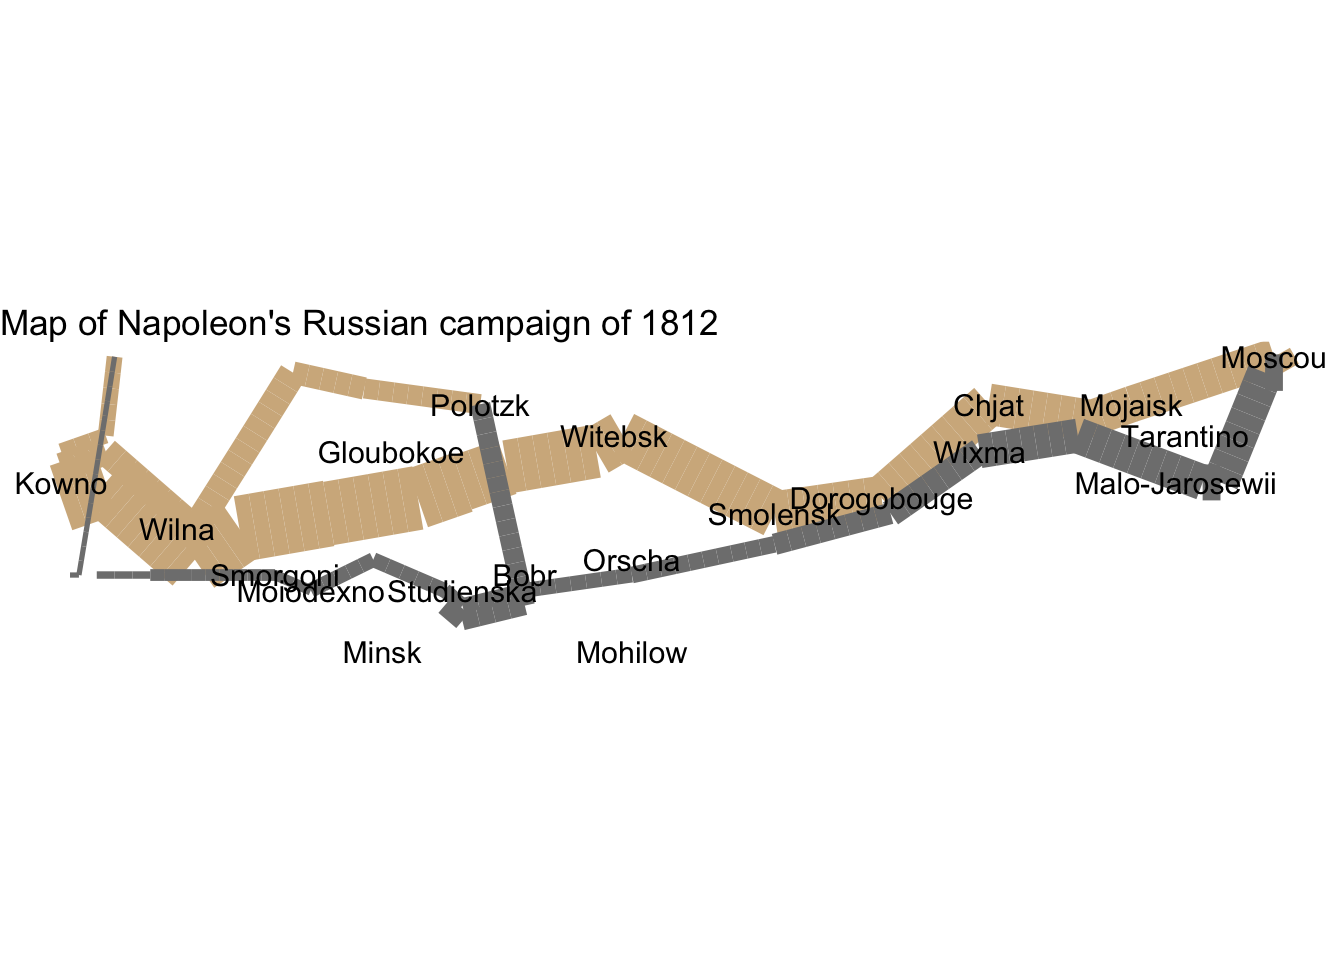 Map of Napoleon's Russian campaign of 1812
Moscou
Polotzk
Chjat
Mojaisk
Witebsk
Tarantino
Gloubokoe
Wixma
Kowno
Malo-Jarosewii
Dorogobouge
Smolensk
Wilna
Orscha
Smorgoni
Bobr
Moiodexno
Studienska
Minsk
Mohilow